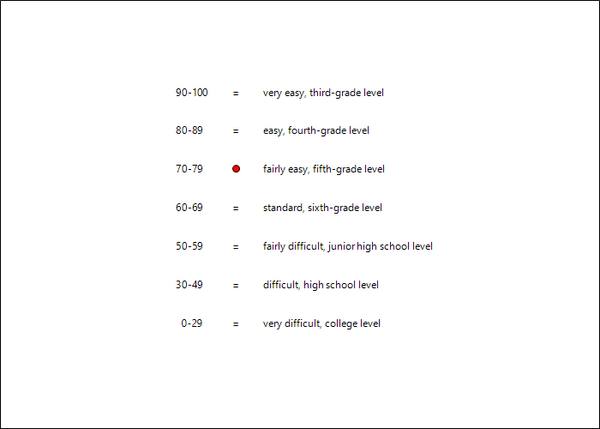 90-100 = very easy, third-grade level
80-89 = easy, fourth-grade level
70-79 fairly easy, fifth-grade level
60-69 = standard, sixth-grade level
50-59 = fairly difficult, junior high school level
30-49 = difficult, high school level
0-29 = very difficult, college level